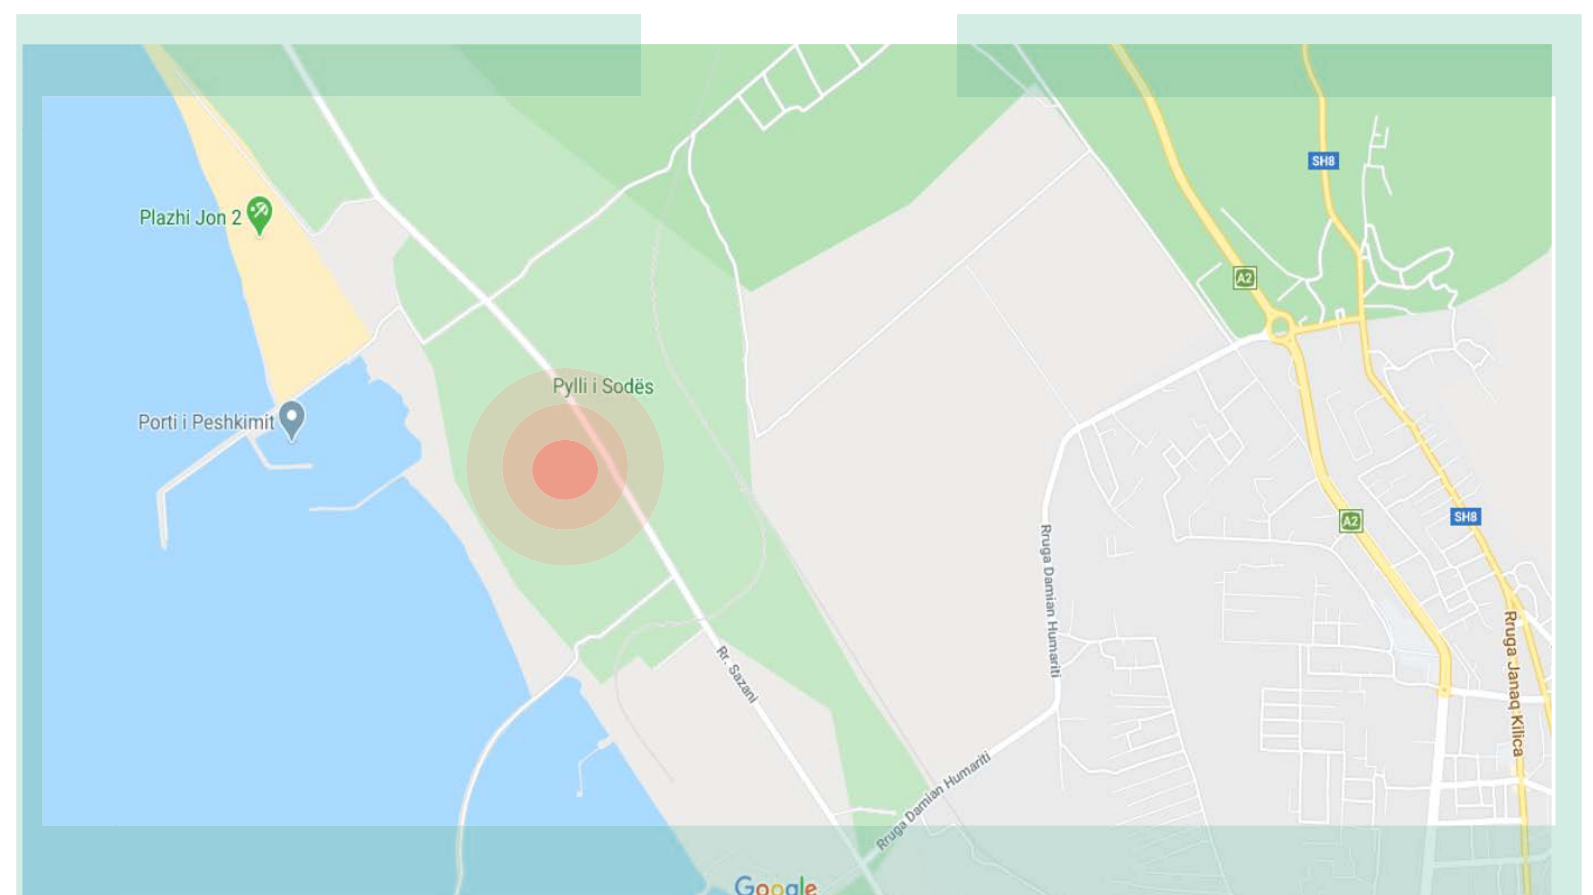 SH8
Plazhi Jon 2
A2
Pylli i Sodës
Porti i Peshkimit
A2
SH8
Rruga Damian Humariti
Rr. Sazani
Rruga Janaq Kilica
Rruga Damian Humariti
Google